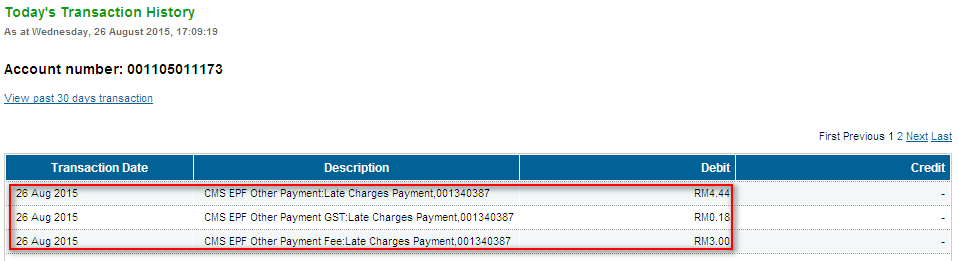 Today's Transaction History
As at Wednesday, 26 August 2015, 17:09:19
Account number: 001105011173
View past 30 days transaction
First Previous 1 2 Next Last
Transaction Date Description Debit Credit
26 Aug 2015 CMS EPF Other Payment:Late Charges Payment,001340387 RM4.44 -
26 Aug 2015 CMS EPF Other Payment GST:Late Charges Payment,001340387 RM0.18 -
26 Aug 2015 CMS EPF Other Payment Fee:Late Charges Payment,001340387 RM3.00 -